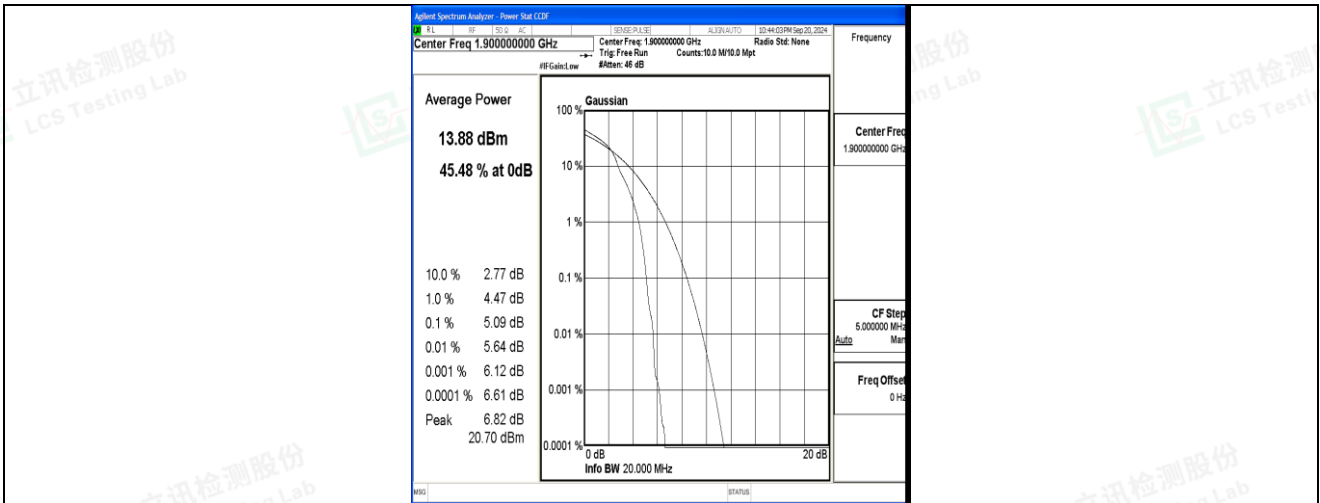 Agilent Spectrum Analyzer - Power Stat CCDF
RL RF 50 Ω AC SENSE:PULSE ALIGN AUTO 10:44:03 PM Sep 20, 2024
Center Freq 1.900000000 GHz
Center Freq: 1.900000000 GHz
Radio Std: None
Trig: Free Run
Counts:10.0 M/10.0 Mpt
#IFGain:Low
#Atten: 46 dB
Frequency
Average Power
13.88 dBm
45.48 % at 0dB
10.0 % 2.77 dB
1.0 % 4.47 dB
0.1 % 5.09 dB
0.01 % 5.64 dB
0.001 % 6.12 dB
0.0001 % 6.61 dB
Peak 6.82 dB
20.70 dBm
Gaussian
100 %
10 %
1 %
0.1 %
0.01 %
0.001 %
0.0001 %
0 dB
20 dB
Info BW 20.000 MHz
Center Freq
1.900000000 GHz
CF Step
5.000000 MHz
Auto Man
Freq Offset
0 Hz
MSG
STATUS
立讯检测股份
LCS Testing Lab